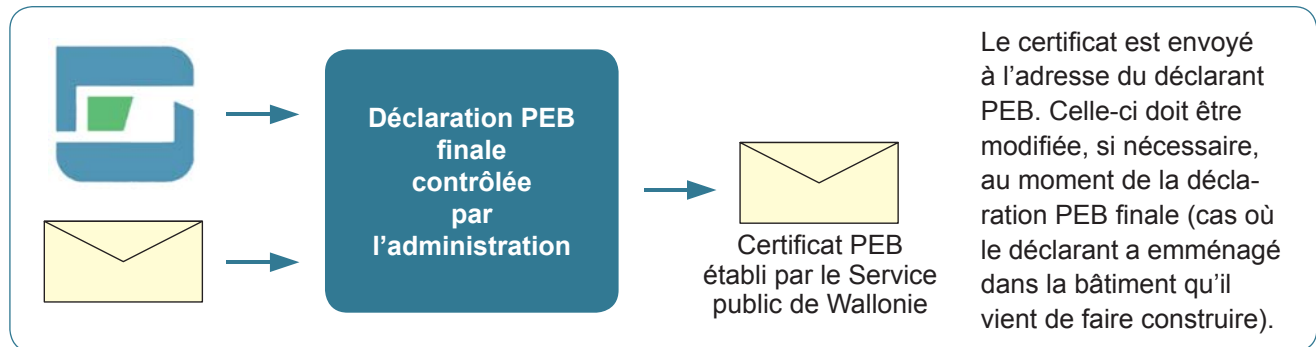 Déclaration PEB
finale
contrôlée
par
l'administration
Certificat PEB
établi par le Service
public de Wallonie
Le certificat est envoyé
à l'adresse du déclarant
PEB. Celle-ci doit être
modifiée, si nécessaire,
au moment de la décla-
ration PEB finale (cas où
le déclarant a emménagé
dans la bâtiment qu'il
vient de faire construire).